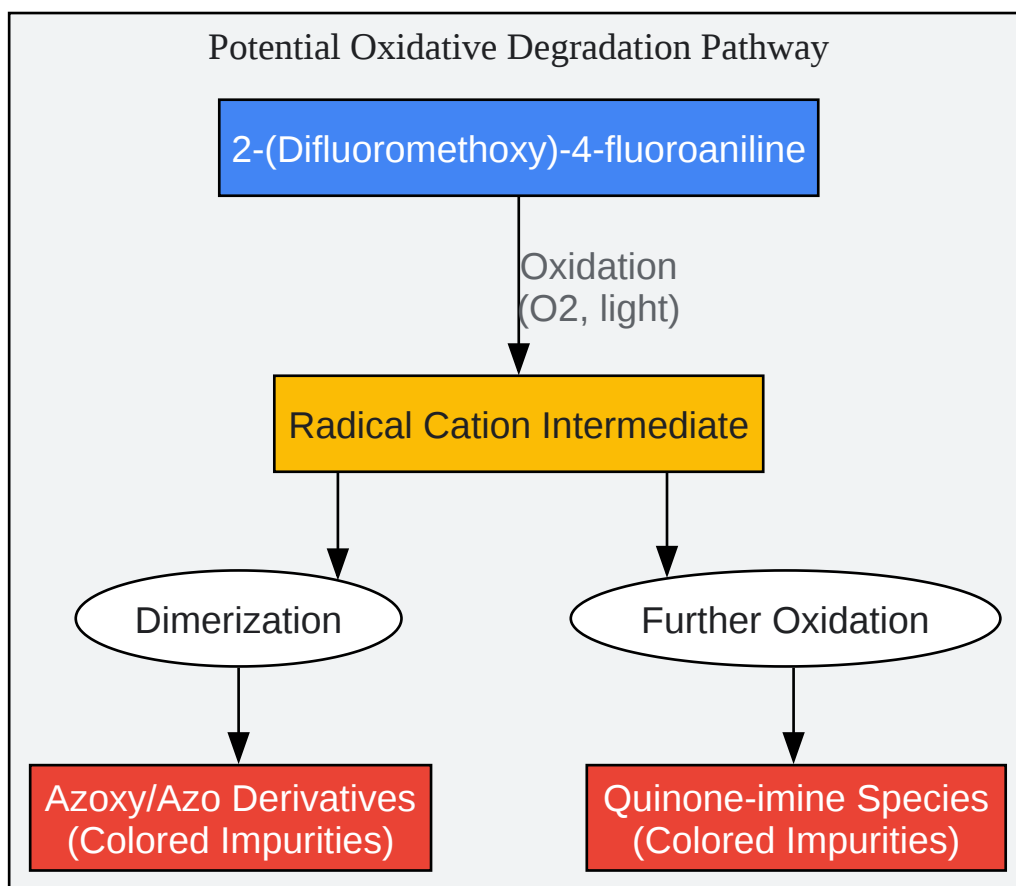 Potential Oxidative Degradation Pathway
2-(Difluoromethoxy)-4-fluoroaniline
Oxidation
(O2, light)
Radical Cation Intermediate
Dimerization
Further Oxidation
Azoxy/Azo Derivatives
(Colored Impurities)
Quinone-imine Species
(Colored Impurities)